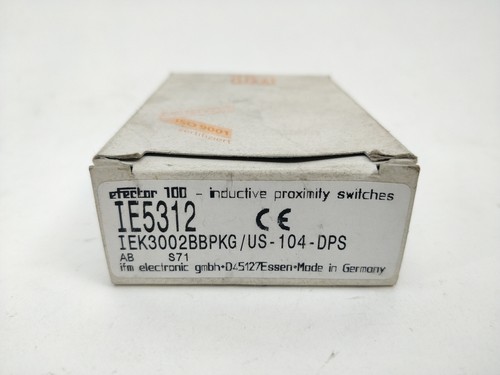 ISO 9001
efector 100 - inductive proximity switches
IE5312 CE
IEK3002BBPKG/US-104-DPS
AB S71
ifm electronic gmbh•D45127Essen•Made in Germany